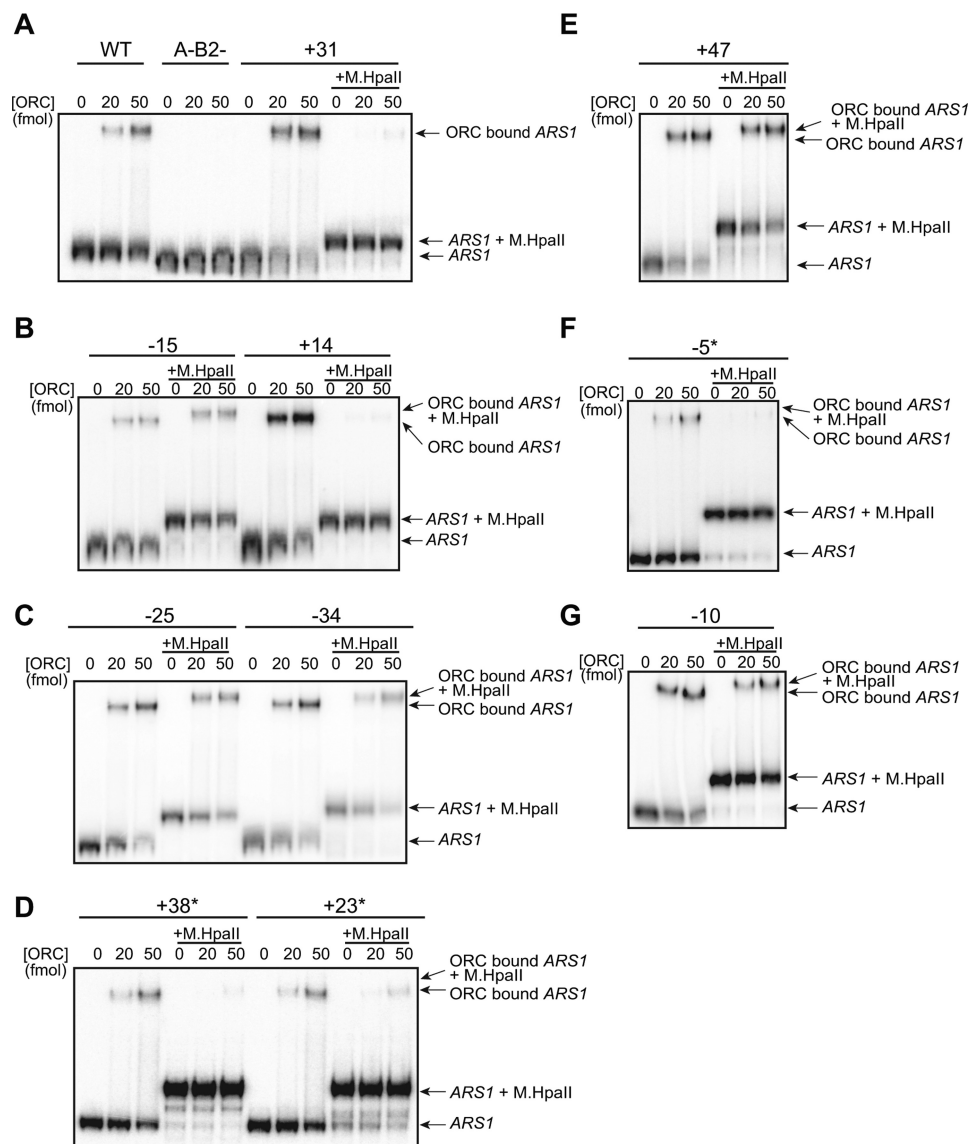 A
WT A-B2- +31
+M.HpaII
[ORC] 0 20 50 0 20 50 0 20 50 0 20 50
(fmol)
ORC bound ARS1
ARS1 + M.HpaII
ARS1
B
-15 +14
+M.HpaII +M.HpaII
[ORC] 0 20 50 0 20 50 0 20 50 0 20 50
(fmol)
ORC bound ARS1
+ M.HpaII
ORC bound ARS1
ARS1 + M.HpaII
ARS1
C
-25 -34
+M.HpaII +M.HpaII
[ORC] 0 20 50 0 20 50 0 20 50 0 20 50
(fmol)
ORC bound ARS1
+ M.HpaII
ORC bound ARS1
ARS1 + M.HpaII
ARS1
D
+38* +23*
+M.HpaII +M.HpaII
[ORC] 0 20 50 0 20 50 0 20 50 0 20 50
(fmol)
ORC bound ARS1
+ M.HpaII
ORC bound ARS1
ARS1 + M.HpaII
ARS1
E
+47
+M.HpaII
[ORC] 0 20 50 0 20 50
(fmol)
ORC bound ARS1
+ M.HpaII
ORC bound ARS1
ARS1 + M.HpaII
ARS1
F
-5*
+M.HpaII
[ORC] 0 20 50 0 20 50
(fmol)
ORC bound ARS1
+ M.HpaII
ORC bound ARS1
ARS1 + M.HpaII
ARS1
G
-10
+M.HpaII
[ORC] 0 20 50 0 20 50
(fmol)
ORC bound ARS1
+ M.HpaII
ORC bound ARS1
ARS1 + M.HpaII
ARS1